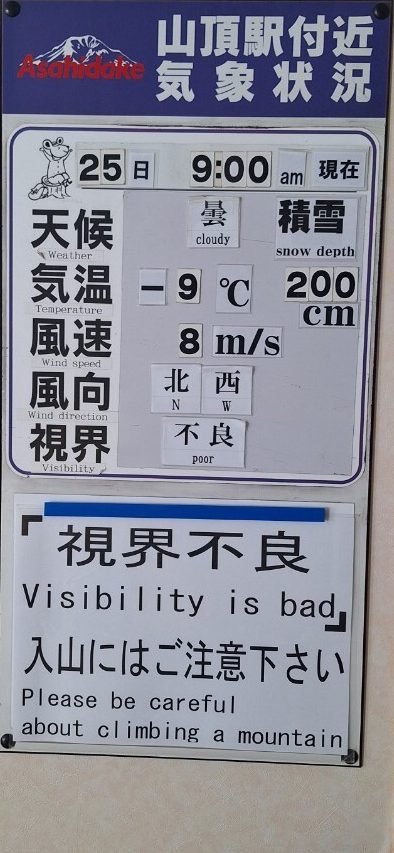 Asahidake
山頂駅付近
気象状況
25日 9:00 am 現在
天候 曇 積雪
Weather cloudy snow depth
気温 -9 ℃ 200
Temperature cm
風速 8 m/s
Wind speed
風向 北 西
Wind direction N W
視界 不良
Visibility poor
「視界不良
Visibility is bad」
入山にはご注意下さい
Please be careful
about climbing a mountain